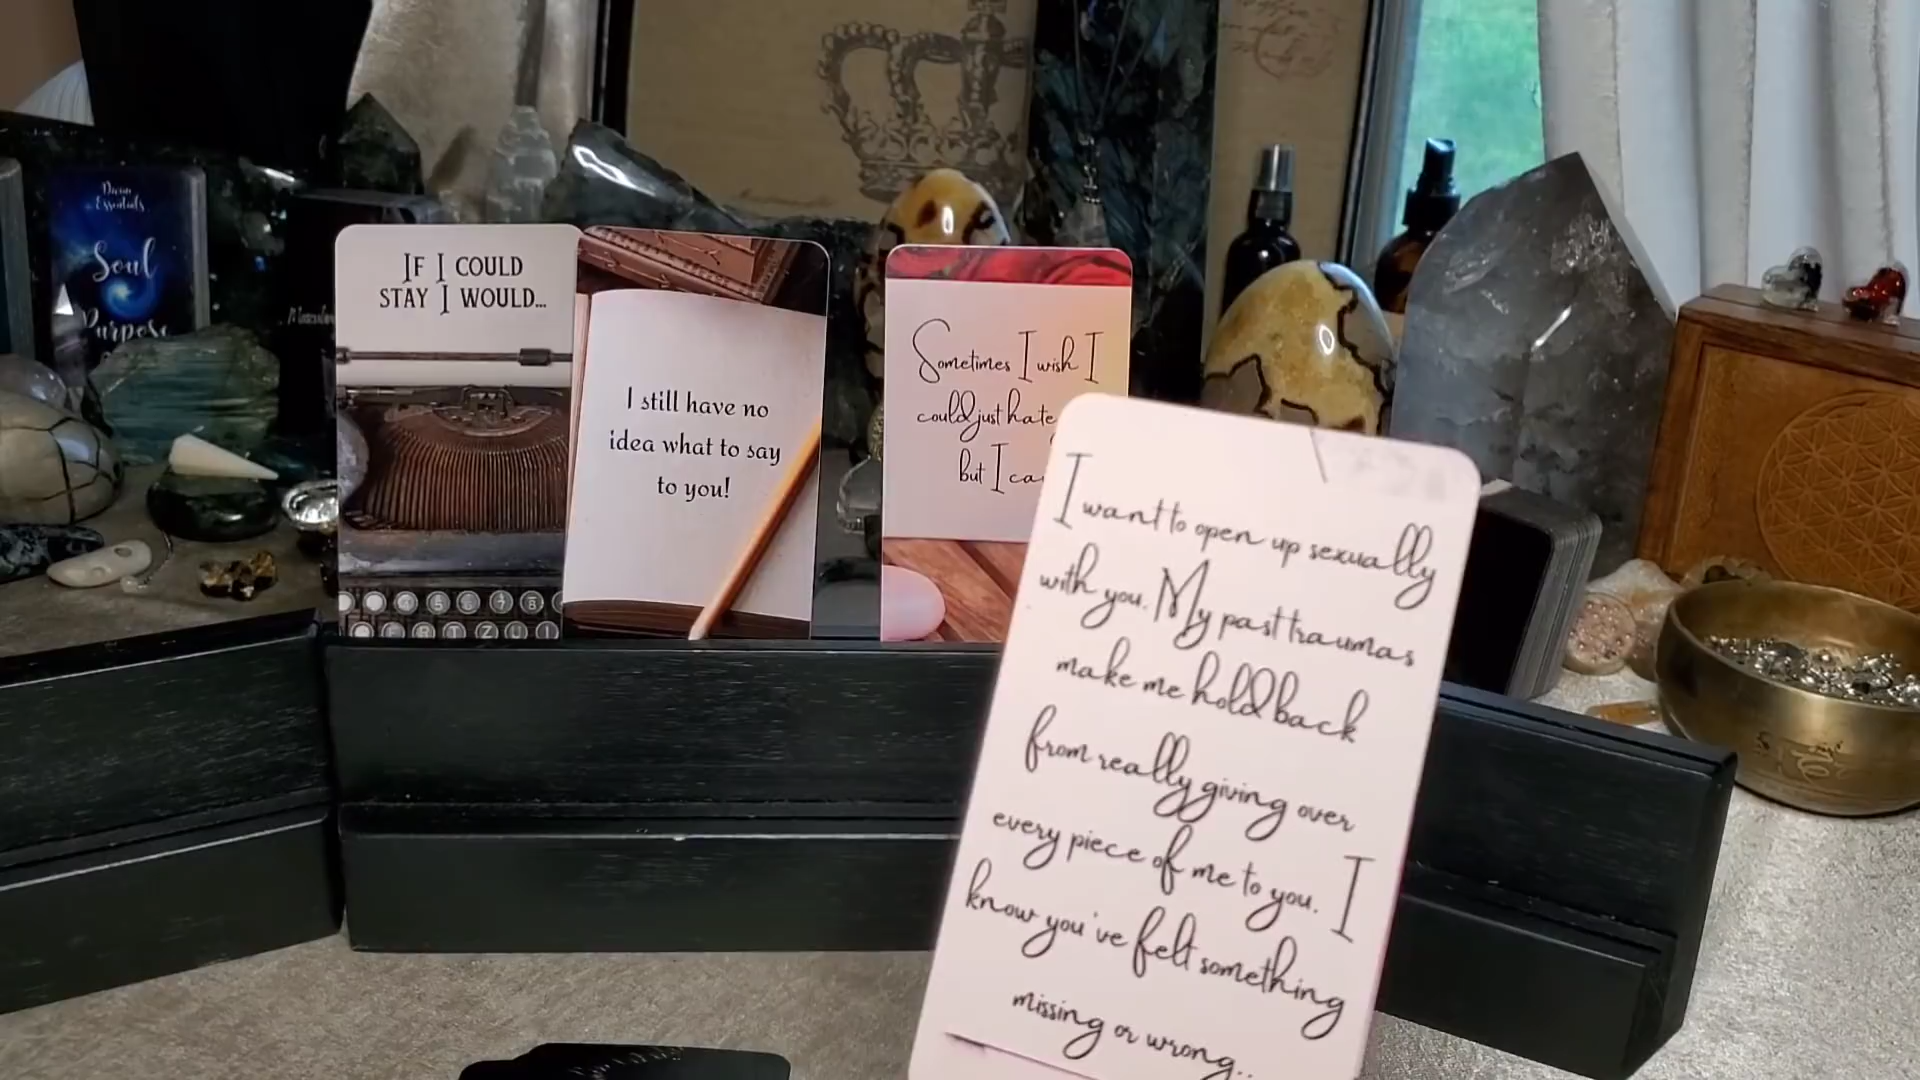 Divine
Essentials
Soul
Purpose
IF I COULD
STAY I WOULD...
I still have no
idea what to say
to you!
Sometimes I wish I
could just hate
but I
I want to open up sexually
with you. My past traumas
make me hold back
from really giving over
every piece of me to you. I
know you've felt something
missing or wrong..